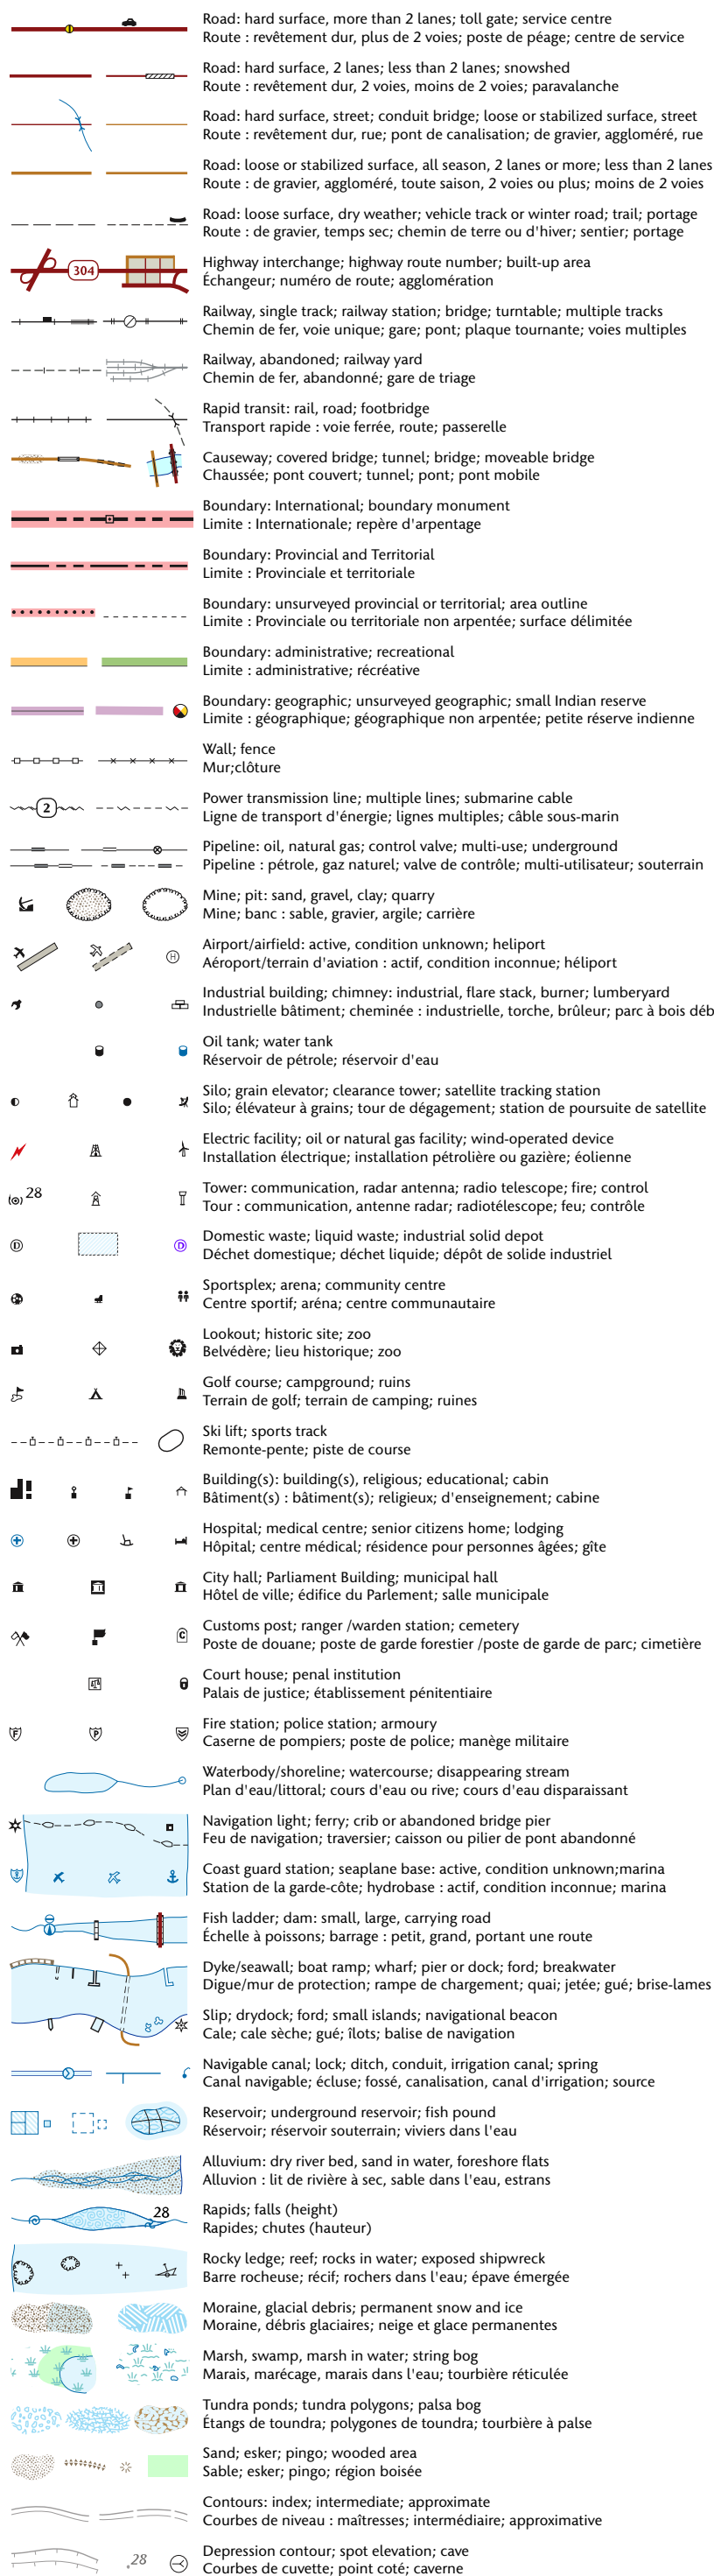 Road: hard surface, more than 2 lanes; toll gate; service centre
Route : revêtement dur, plus de 2 voies; poste de péage; centre de service
Road: hard surface, 2 lanes; less than 2 lanes; snowshed
Route : revêtement dur, 2 voies, moins de 2 voies; paravalanche
Road: hard surface, street; conduit bridge; loose or stabilized surface, street
Route : revêtement dur, rue; pont de canalisation; de gravier, aggloméré, rue
Road: loose or stabilized surface, all season, 2 lanes or more; less than 2 lanes
Route : de gravier, aggloméré, toute saison, 2 voies ou plus; moins de 2 voies
Road: loose surface, dry weather; vehicle track or winter road; trail; portage
Route : de gravier, temps sec; chemin de terre ou d'hiver; sentier; portage
304
Highway interchange; highway route number; built-up area
Échangeur; numéro de route; agglomération
Railway, single track; railway station; bridge; turntable; multiple tracks
Chemin de fer, voie unique; gare; pont; plaque tournante; voies multiples
Railway, abandoned; railway yard
Chemin de fer, abandonné; gare de triage
Rapid transit: rail, road; footbridge
Transport rapide : voie ferrée, route; passerelle
Causeway; covered bridge; tunnel; bridge; moveable bridge
Chaussée; pont couvert; tunnel; pont; pont mobile
Boundary: International; boundary monument
Limite : Internationale; repère d'arpentage
Boundary: Provincial and Territorial
Limite : Provinciale et territoriale
Boundary: unsurveyed provincial or territorial; area outline
Limite : Provinciale ou territoriale non arpentée; surface délimitée
Boundary: administrative; recreational
Limite : administrative; récréative
Boundary: geographic; unsurveyed geographic; small Indian reserve
Limite : géographique; géographique non arpentée; petite réserve indienne
Wall; fence
Mur;clôture
2
Power transmission line; multiple lines; submarine cable
Ligne de transport d'énergie; lignes multiples; câble sous-marin
Pipeline: oil, natural gas; control valve; multi-use; underground
Pipeline : pétrole, gaz naturel; valve de contrôle; multi-utilisateur; souterrain
Mine; pit: sand, gravel, clay; quarry
Mine; banc : sable, gravier, argile; carrière
H
Airport/airfield: active, condition unknown; heliport
Aéroport/terrain d'aviation : actif, condition inconnue; héliport
Industrial building; chimney: industrial, flare stack, burner; lumberyard
Industrielle bâtiment; cheminée : industrielle, torche, brûleur; parc à bois déb
Oil tank; water tank
Réservoir de pétrole; réservoir d'eau
Silo; grain elevator; clearance tower; satellite tracking station
Silo; élévateur à grains; tour de dégagement; station de poursuite de satellite
Electric facility; oil or natural gas facility; wind-operated device
Installation électrique; installation pétrolière ou gazière; éolienne
28
Tower: communication, radar antenna; radio telescope; fire; control
Tour : communication, antenne radar; radiotélescope; feu; contrôle
D
D
Domestic waste; liquid waste; industrial solid depot
Déchet domestique; déchet liquide; dépôt de solide industriel
Sportsplex; arena; community centre
Centre sportif; aréna; centre communautaire
Lookout; historic site; zoo
Belvédère; lieu historique; zoo
Golf course; campground; ruins
Terrain de golf; terrain de camping; ruines
Ski lift; sports track
Remonte-pente; piste de course
Building(s): building(s), religious; educational; cabin
Bâtiment(s) : bâtiment(s); religieux; d'enseignement; cabine
Hospital; medical centre; senior citizens home; lodging
Hôpital; centre médical; résidence pour personnes âgées; gîte
City hall; Parliament Building; municipal hall
Hôtel de ville; édifice du Parlement; salle municipale
C
Customs post; ranger /warden station; cemetery
Poste de douane; poste de garde forestier /poste de garde de parc; cimetière
Court house; penal institution
Palais de justice; établissement pénitentiaire
F
P
Fire station; police station; armoury
Caserne de pompiers; poste de police; manège militaire
Waterbody/shoreline; watercourse; disappearing stream
Plan d'eau/littoral; cours d'eau ou rive; cours d'eau disparaissant
Navigation light; ferry; crib or abandoned bridge pier
Feu de navigation; traversier; caisson ou pilier de pont abandonné
Coast guard station; seaplane base: active, condition unknown;marina
Station de la garde-côte; hydrobase : actif, condition inconnue; marina
Fish ladder; dam: small, large, carrying road
Échelle à poissons; barrage : petit, grand, portant une route
Dyke/seawall; boat ramp; wharf; pier or dock; ford; breakwater
Digue/mur de protection; rampe de chargement; quai; jetée; gué; brise-lames
Slip; drydock; ford; small islands; navigational beacon
Cale; cale sèche; gué; îlots; balise de navigation
Navigable canal; lock; ditch, conduit, irrigation canal; spring
Canal navigable; écluse; fossé, canalisation, canal d'irrigation; source
Reservoir; underground reservoir; fish pound
Réservoir; réservoir souterrain; viviers dans l'eau
Alluvium: dry river bed, sand in water, foreshore flats
Alluvion : lit de rivière à sec, sable dans l'eau, estrans
28
Rapids; falls (height)
Rapides; chutes (hauteur)
Rocky ledge; reef; rocks in water; exposed shipwreck
Barre rocheuse; récif; rochers dans l'eau; épave émergée
Moraine, glacial debris; permanent snow and ice
Moraine, débris glaciaires; neige et glace permanentes
Marsh, swamp, marsh in water; string bog
Marais, marécage, marais dans l'eau; tourbière réticulée
Tundra ponds; tundra polygons; palsa bog
Étangs de toundra; polygones de toundra; tourbière à palse
Sand; esker; pingo; wooded area
Sable; esker; pingo; région boisée
Contours: index; intermediate; approximate
Courbes de niveau : maîtresses; intermédiaire; approximative
.28
Depression contour; spot elevation; cave
Courbes de cuvette; point coté; caverne